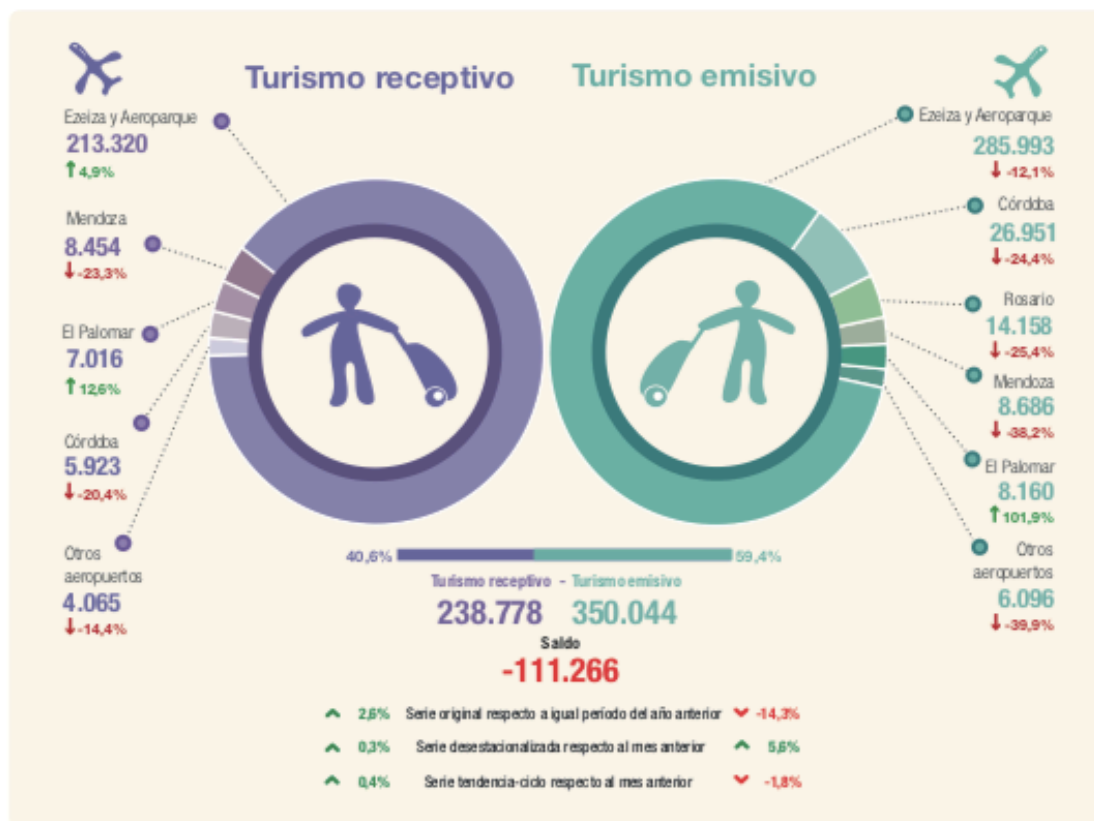 Turismo receptivo
Ezeiza y Aeroparque
213.320
4,9%
Mendoza
8.454
-23,3%
El Palomar
7.016
12,6%
Córdoba
5.923
-20,4%
Otros
aeropuertos
4.065
-14,4%
Turismo emisivo
Ezeiza y Aeroparque
285.993
-12,1%
Córdoba
26.951
-24,4%
Rosario
14.158
-25,4%
Mendoza
8.686
-38,2%
El Palomar
8.160
101,9%
Otros
aeropuertos
6.096
-39,9%
40,6% 59,4%
Turismo receptivo - Turismo emisivo
238.778 350.044
Saldo
-111.266
2,6% Serie original respecto a igual período del año anterior -14,3%
0,3% Serie desestacionalizada respecto al mes anterior 5,6%
0,4% Serie tendencia-ciclo respecto al mes anterior -1,8%